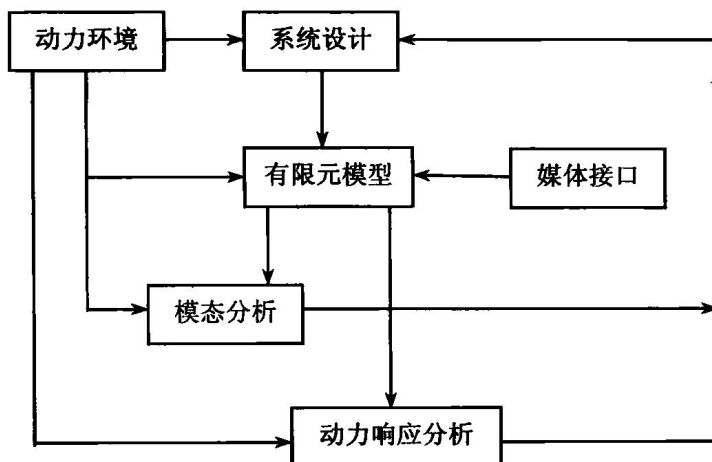 动力环境
系统设计
有限元模型
媒体接口
模态分析
动力响应分析